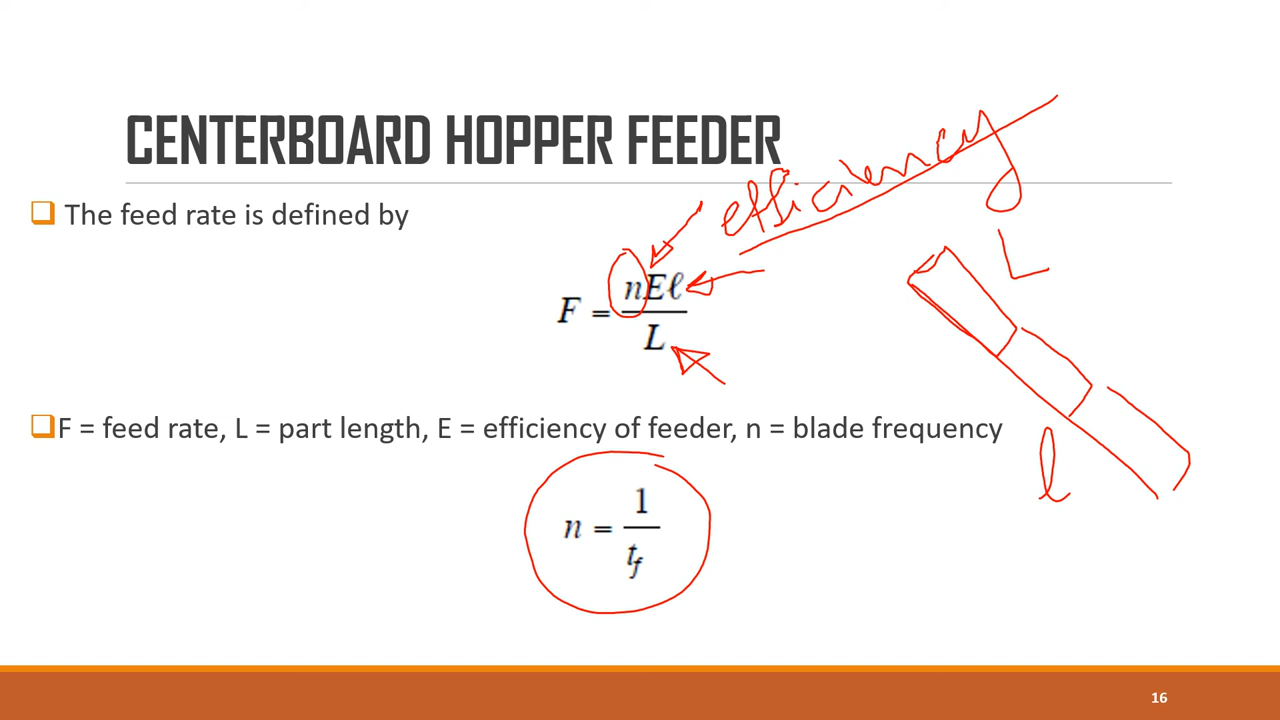 CENTERBOARD HOPPER FEEDER
efficiency
The feed rate is defined by
L
F = nEℓ / L
F = feed rate, L = part length, E = efficiency of feeder, n = blade frequency
l
n = 1 / t_f
16